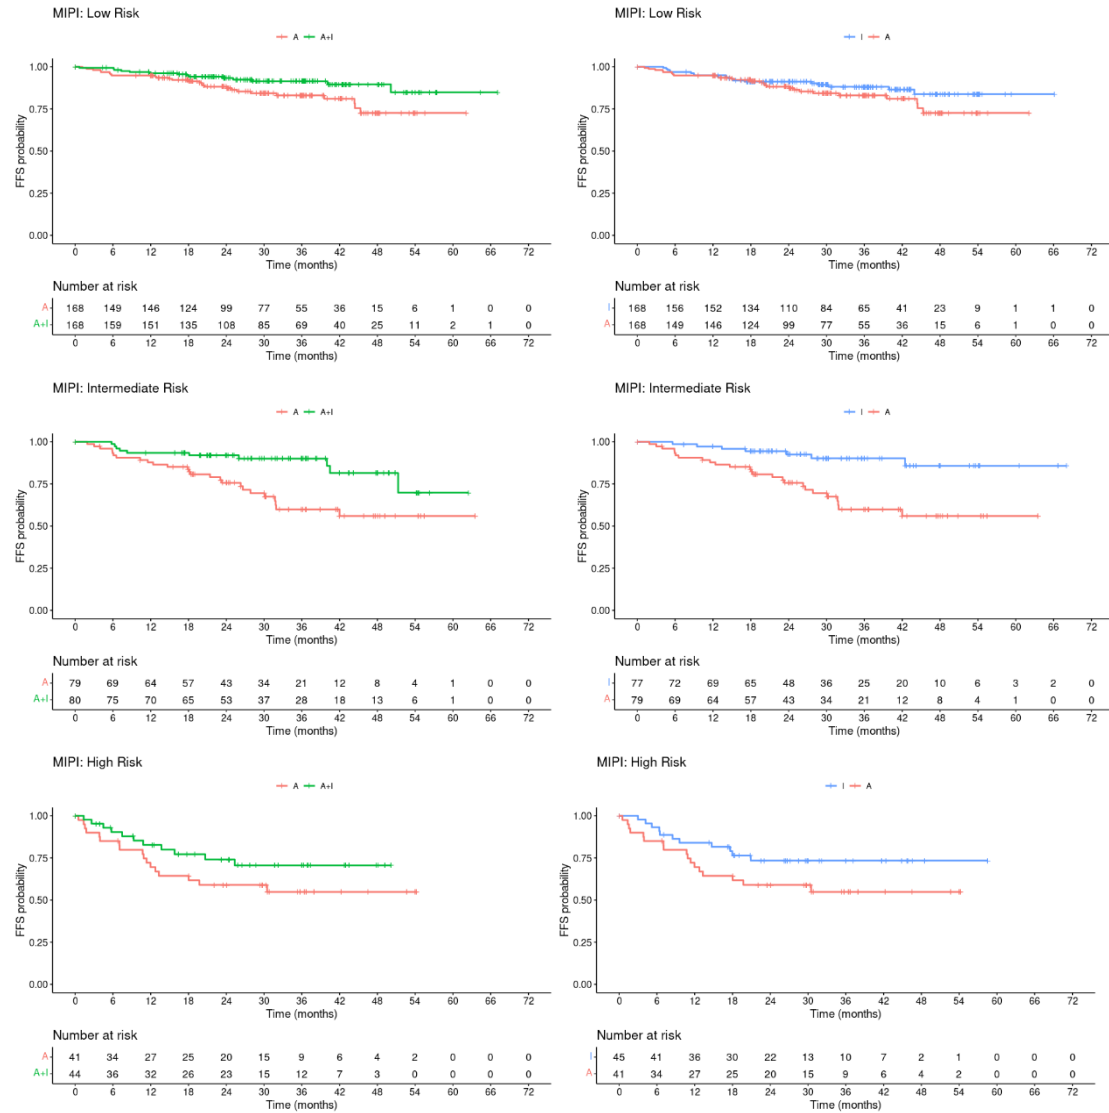 MIPI: Low Risk
A A+I
FFS probability
1.00
0.75
0.50
0.25
0.00
0 6 12 18 24 30 36 42 48 54 60 66 72
Time (months)
Number at risk
A 168 149 146 124 99 77 55 36 15 6 1 0 0
A+I 168 159 151 135 108 85 69 40 25 11 2 1 0
0 6 12 18 24 30 36 42 48 54 60 66 72
Time (months)
MIPI: Low Risk
I A
FFS probability
1.00
0.75
0.50
0.25
0.00
0 6 12 18 24 30 36 42 48 54 60 66 72
Time (months)
Number at risk
I 168 156 152 134 110 84 65 41 23 9 1 1 0
A 168 149 146 124 99 77 55 36 15 6 1 0 0
0 6 12 18 24 30 36 42 48 54 60 66 72
Time (months)
MIPI: Intermediate Risk
A A+I
FFS probability
1.00
0.75
0.50
0.25
0.00
0 6 12 18 24 30 36 42 48 54 60 66 72
Time (months)
Number at risk
A 79 69 64 57 43 34 21 12 8 4 1 0 0
A+I 80 75 70 65 53 37 28 18 13 6 1 0 0
0 6 12 18 24 30 36 42 48 54 60 66 72
Time (months)
MIPI: Intermediate Risk
I A
FFS probability
1.00
0.75
0.50
0.25
0.00
0 6 12 18 24 30 36 42 48 54 60 66 72
Time (months)
Number at risk
I 77 72 69 65 48 36 25 20 10 6 3 2 0
A 79 69 64 57 43 34 21 12 8 4 1 0 0
0 6 12 18 24 30 36 42 48 54 60 66 72
Time (months)
MIPI: High Risk
A A+I
FFS probability
1.00
0.75
0.50
0.25
0.00
0 6 12 18 24 30 36 42 48 54 60 66 72
Time (months)
Number at risk
A 41 34 27 25 20 15 9 6 4 2 0 0 0
A+I 44 36 32 26 23 15 12 7 3 0 0 0 0
0 6 12 18 24 30 36 42 48 54 60 66 72
Time (months)
MIPI: High Risk
I A
FFS probability
1.00
0.75
0.50
0.25
0.00
0 6 12 18 24 30 36 42 48 54 60 66 72
Time (months)
Number at risk
I 45 41 36 30 22 13 10 7 2 1 0 0 0
A 41 34 27 25 20 15 9 6 4 2 0 0 0
0 6 12 18 24 30 36 42 48 54 60 66 72
Time (months)